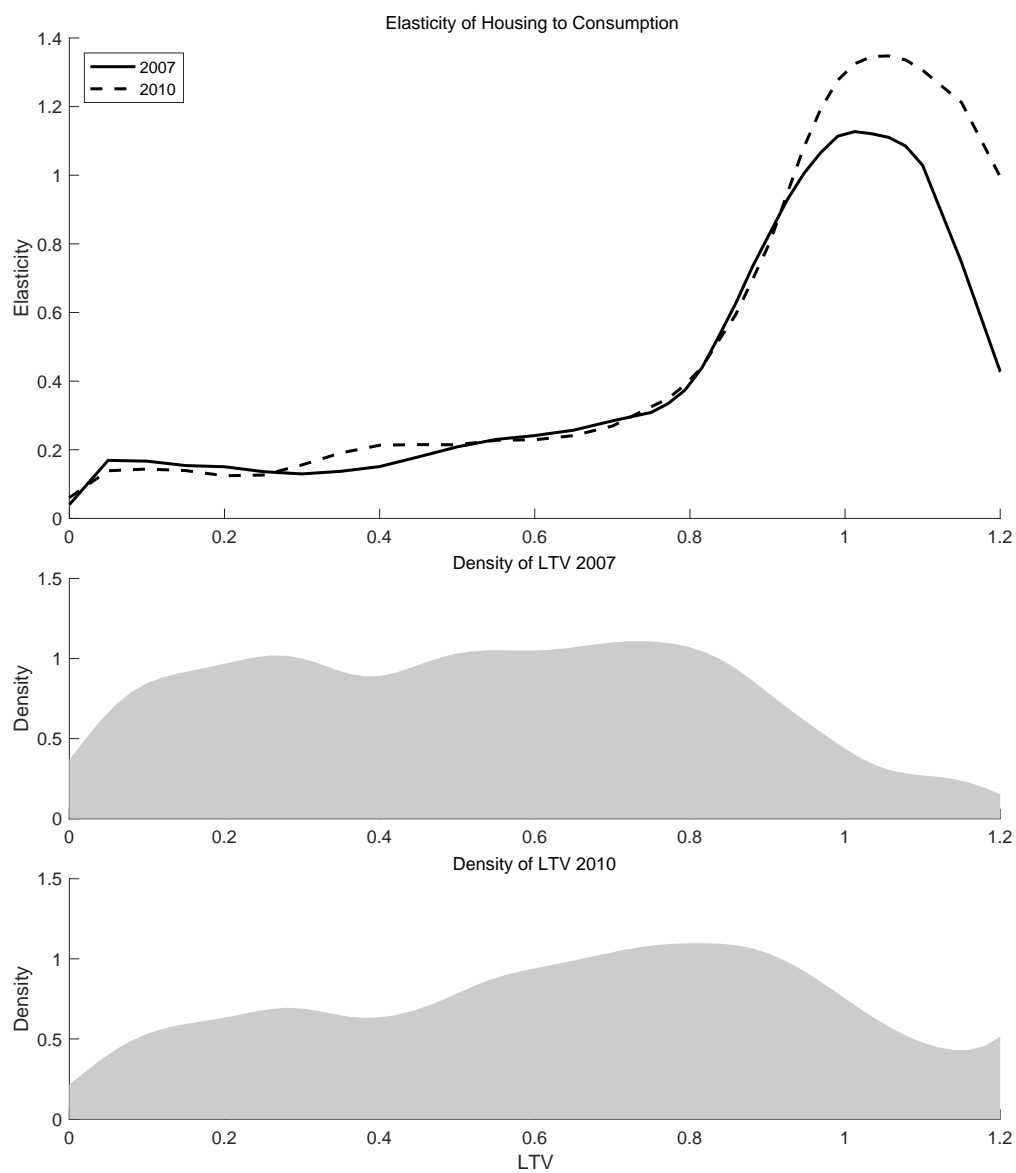 Elasticity of Housing to Consumption
1.4
1.2
1
0.8
0.6
0.4
0.2
0
Elasticity
2007
2010
0 0.2 0.4 0.6 0.8 1 1.2
Density of LTV 2007
1.5
1
0.5
0
Density
0 0.2 0.4 0.6 0.8 1 1.2
Density of LTV 2010
1.5
1
0.5
0
Density
0 0.2 0.4 0.6 0.8 1 1.2
LTV